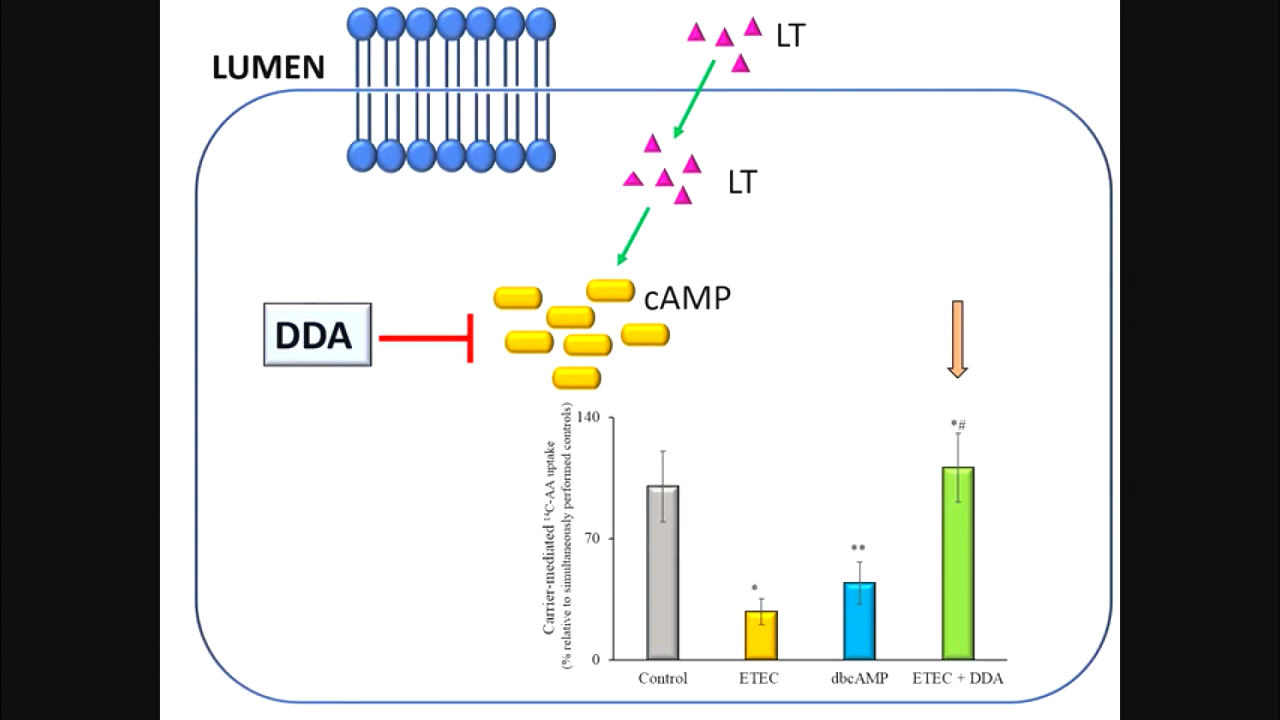 LT
LUMEN
LT
cAMP
DDA
Carrier-mediated ¹⁴C-AA uptake
(% relative to simultaneously performed controls)
140
70
0
*
**
*#
Control
ETEC
dbcAMP
ETEC + DDA